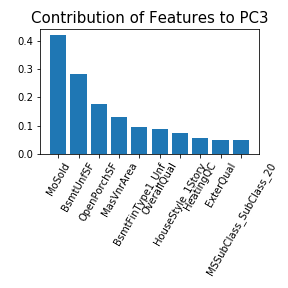 Contribution of Features to PC3
0.4
0.3
0.2
0.1
0.0
MoSold
BsmtUnfSF
OpenPorchSF
MasVnrArea
BsmtFinType1_Unf
OverallQual
HouseStyle_1Story
HeatingQC
ExterQual
MSSubClass_SubClass_20